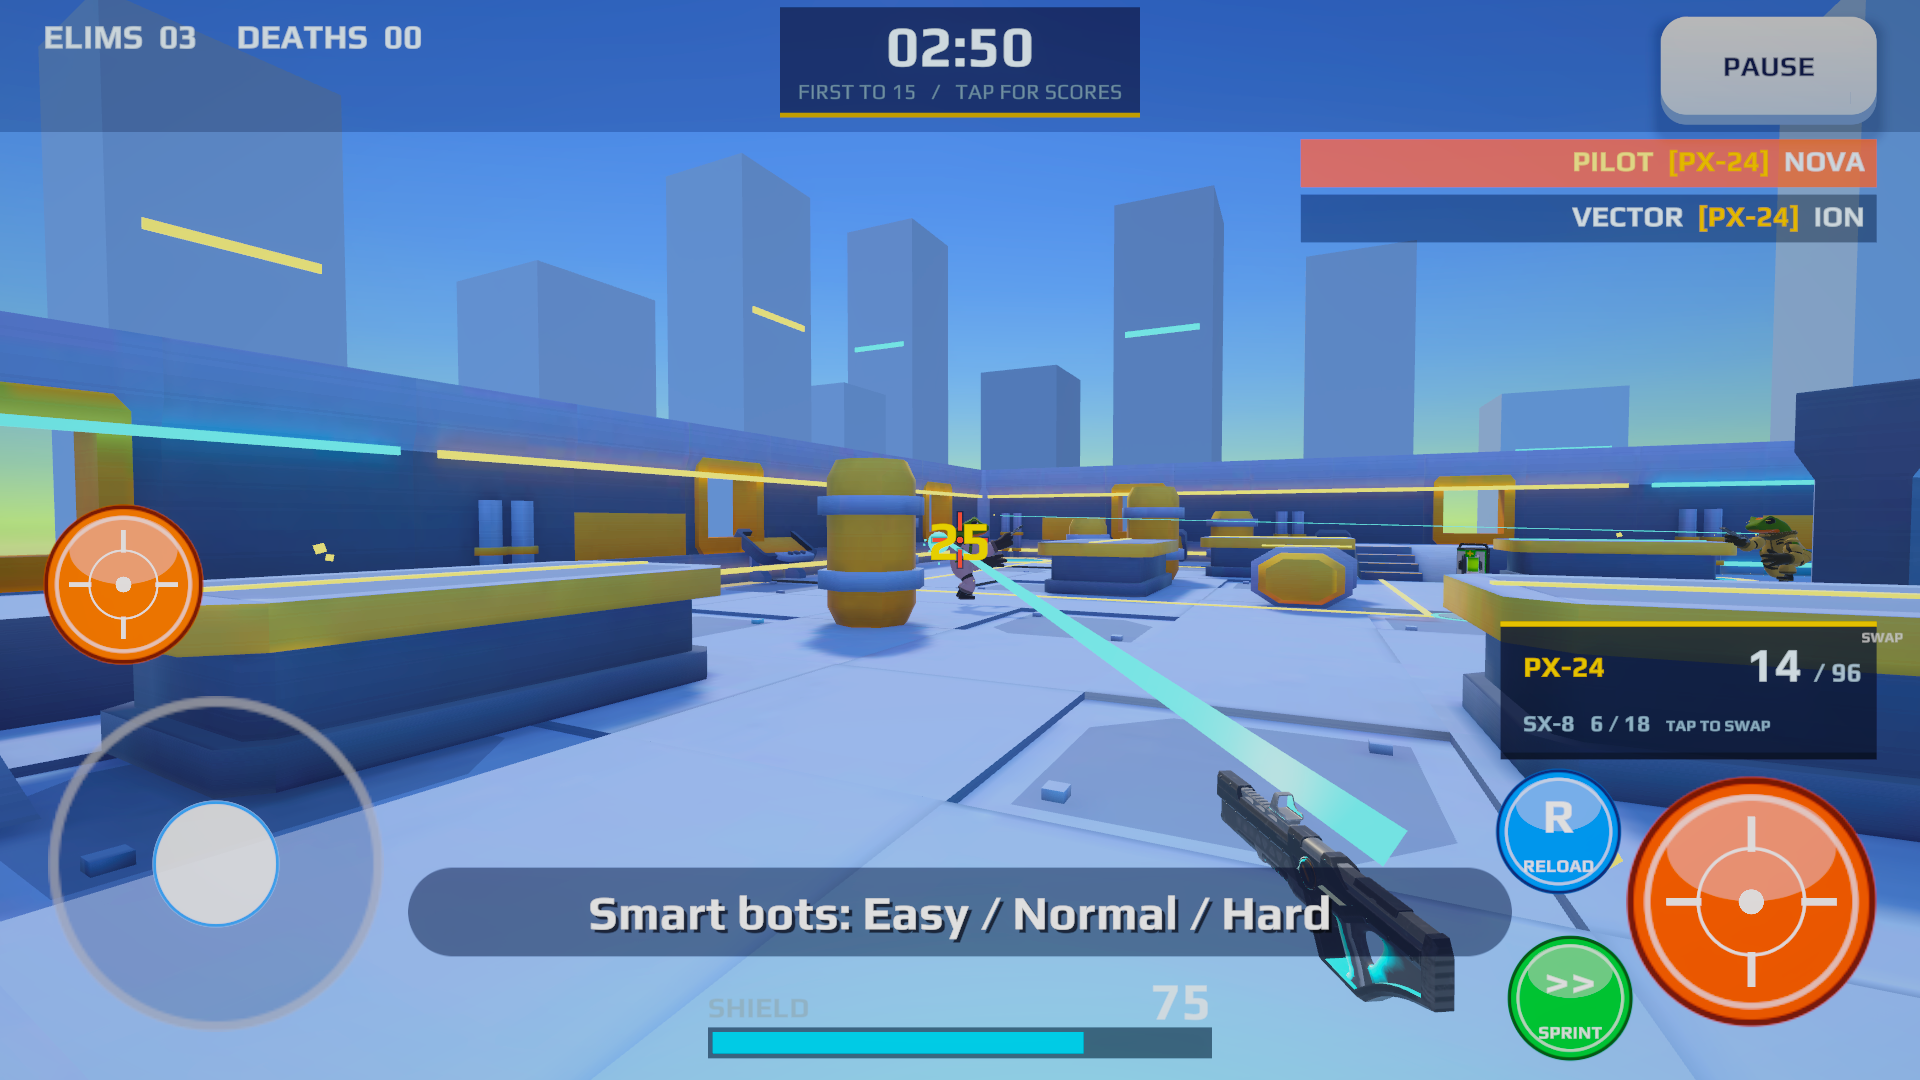 ELIMS 03 DEATHS 00
02:50
FIRST TO 15 / TAP FOR SCORES
PAUSE
PILOT [PX-24] NOVA
VECTOR [PX-24] ION
25
SWAP
PX-24 14 / 96
SX-8 6 / 18 TAP TO SWAP
R
RELOAD
Smart bots: Easy / Normal / Hard
>>
SPRINT
SHIELD 75